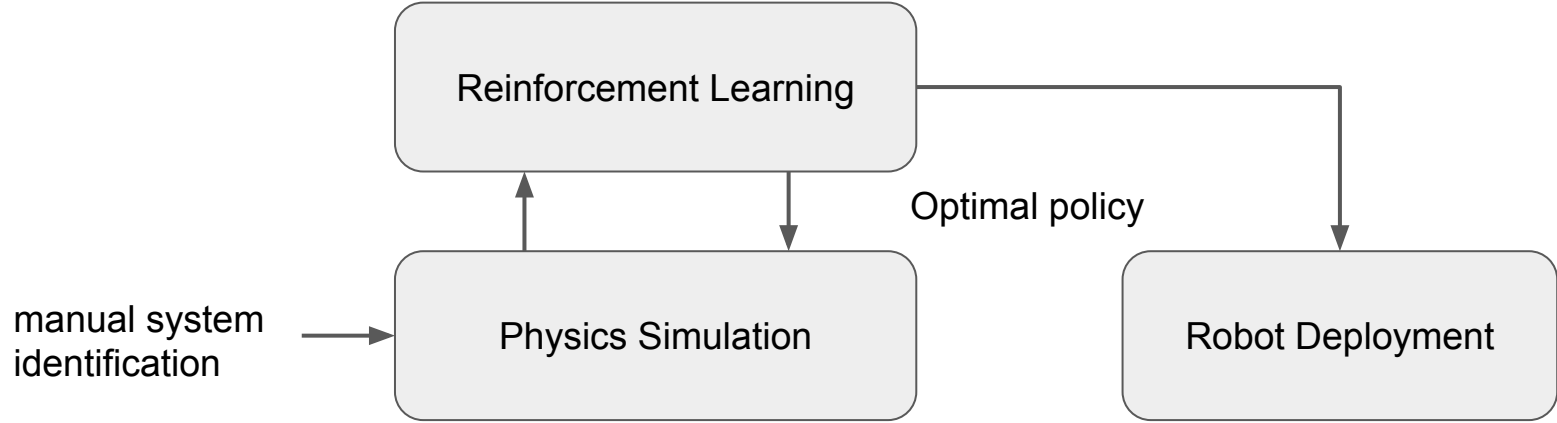 Reinforcement Learning
Optimal policy
manual system
identification
Physics Simulation
Robot Deployment